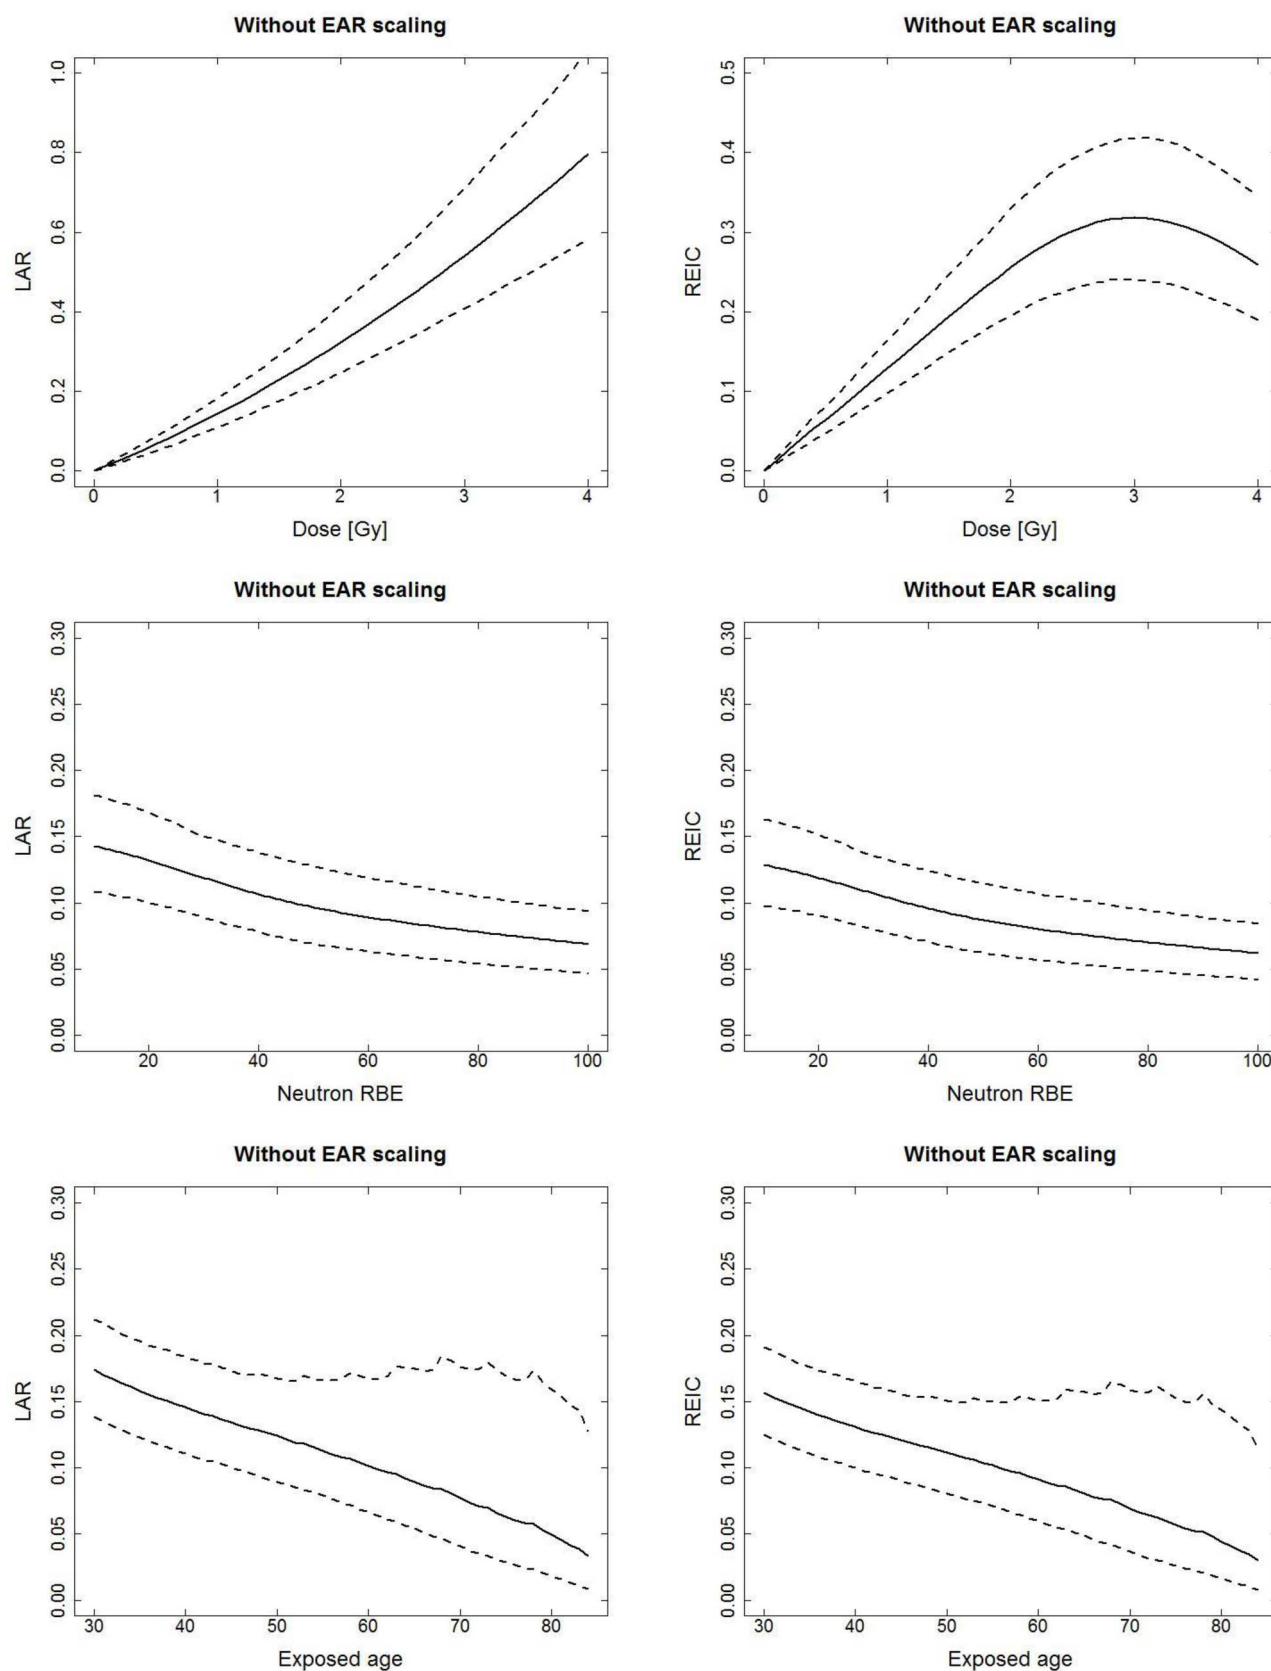 Without EAR scaling
LAR
1.0
0.8
0.6
0.4
0.2
0.0
0 1 2 3 4
Dose [Gy]
Without EAR scaling
REIC
0.5
0.4
0.3
0.2
0.1
0.0
0 1 2 3 4
Dose [Gy]
Without EAR scaling
LAR
0.30
0.25
0.20
0.15
0.10
0.05
0.00
20 40 60 80 100
Neutron RBE
Without EAR scaling
REIC
0.30
0.25
0.20
0.15
0.10
0.05
0.00
20 40 60 80 100
Neutron RBE
Without EAR scaling
LAR
0.30
0.25
0.20
0.15
0.10
0.05
0.00
30 40 50 60 70 80
Exposed age
Without EAR scaling
REIC
0.30
0.25
0.20
0.15
0.10
0.05
0.00
30 40 50 60 70 80
Exposed age